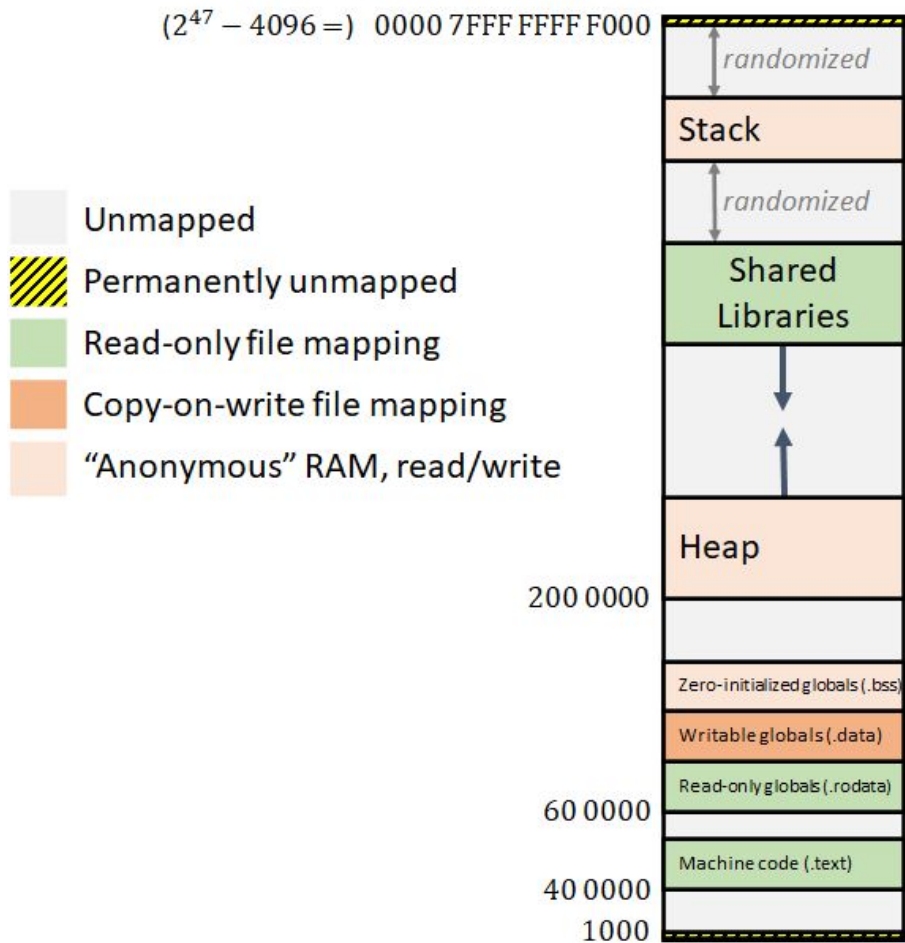 (2^47 − 4096 =) 0000 7FFF FFFF F000
randomized
Stack
randomized
Unmapped
Permanently unmapped
Read-only file mapping
Copy-on-write file mapping
“Anonymous” RAM, read/write
Shared
Libraries
Heap
200 0000
Zero-initialized globals (.bss)
Writable globals (.data)
Read-only globals (.rodata)
60 0000
Machine code (.text)
40 0000
1000